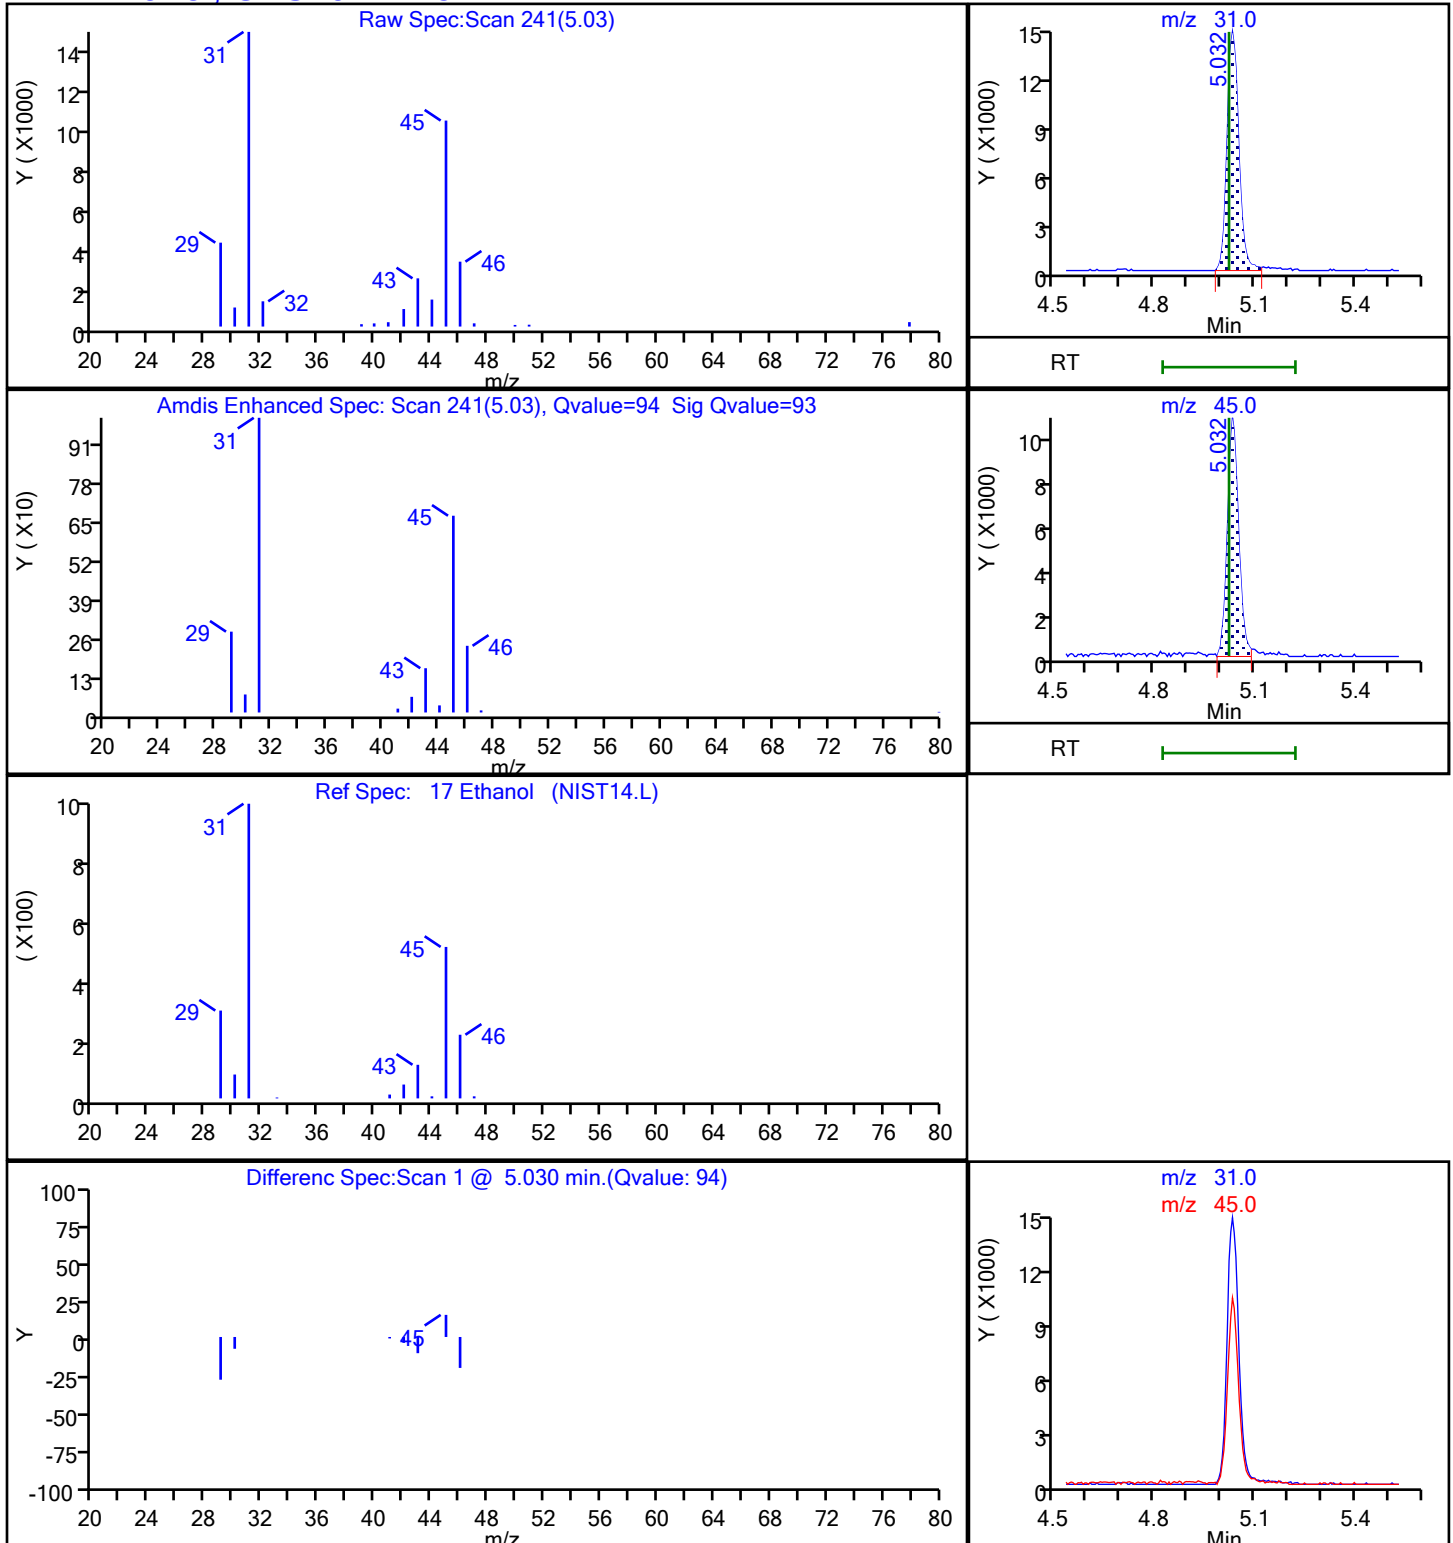 Raw Spec:Scan 241(5.03)
Y ( X1000)
14
12
10
8
6
4
2
0
31
45
29
43
46
32
20 24 28 32 36 40 44 48 52 56 60 64 68 72 76 80
m/z
m/z 31.0
Y ( X1000)
15
12
9
6
3
0
5.032
4.5 4.8 5.1 5.4
Min
RT
Amdis Enhanced Spec: Scan 241(5.03), Qvalue=94 Sig Qvalue=93
Y ( X10)
91
78
65
52
39
26
13
0
31
45
29
43
46
20 24 28 32 36 40 44 48 52 56 60 64 68 72 76 80
m/z
m/z 45.0
Y ( X1000)
10
8
6
4
2
0
5.032
4.5 4.8 5.1 5.4
Min
RT
Ref Spec: 17 Ethanol (NIST14.L)
( X100)
10
8
6
4
2
0
31
45
29
43
46
20 24 28 32 36 40 44 48 52 56 60 64 68 72 76 80
Differenc Spec:Scan 1 @ 5.030 min.(Qvalue: 94)
Y
100
75
50
25
0
-25
-50
-75
-100
45
20 24 28 32 36 40 44 48 52 56 60 64 68 72 76 80
m/z
m/z 31.0
m/z 45.0
Y ( X1000)
15
12
9
6
3
0
4.5 4.8 5.1 5.4
Min